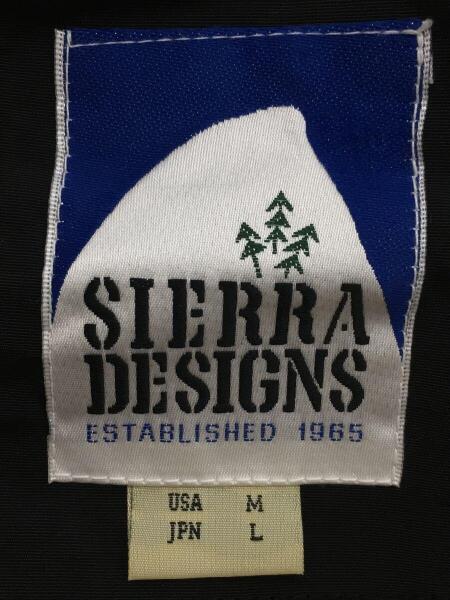 SIERRA
DESIGNS
ESTABLISHED 1965
USA M
JPN L